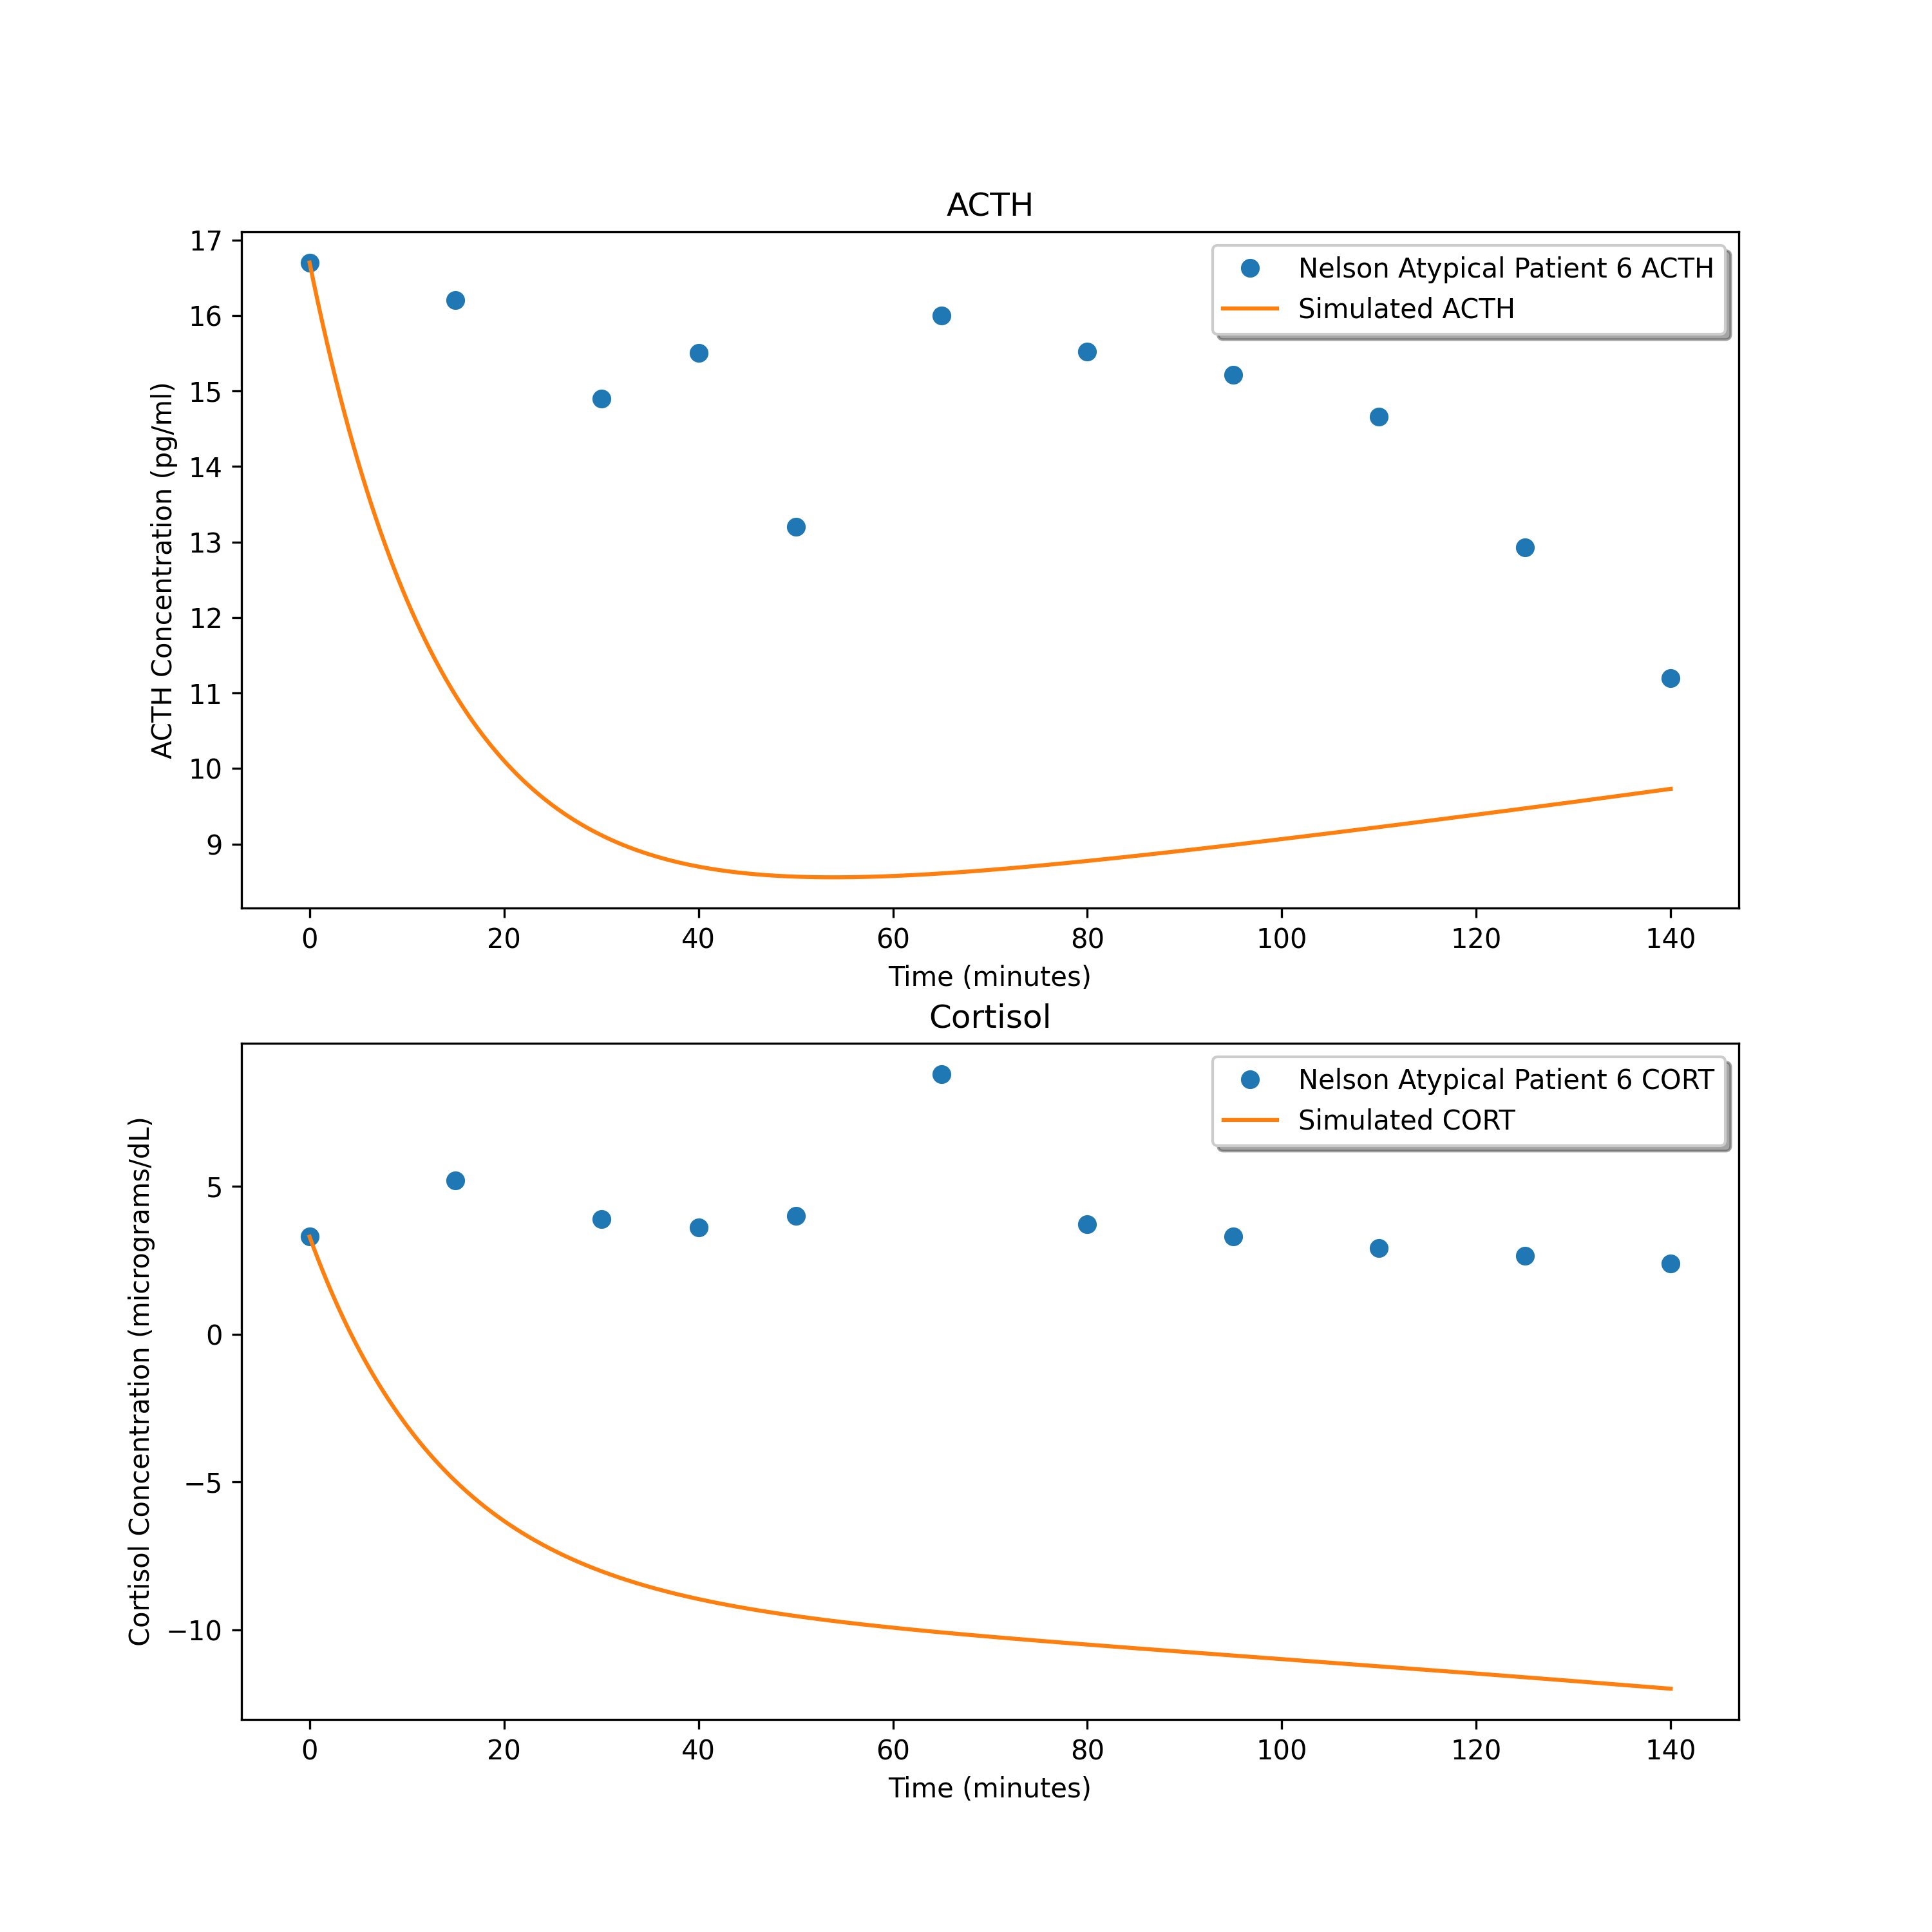 ACTH
17
16
15
14
13
12
11
10
9
ACTH Concentration (pg/ml)
Nelson Atypical Patient 6 ACTH
Simulated ACTH
0 20 40 60 80 100 120 140
Time (minutes)
Cortisol
5
0
−5
−10
Cortisol Concentration (micrograms/dL)
Nelson Atypical Patient 6 CORT
Simulated CORT
0 20 40 60 80 100 120 140
Time (minutes)